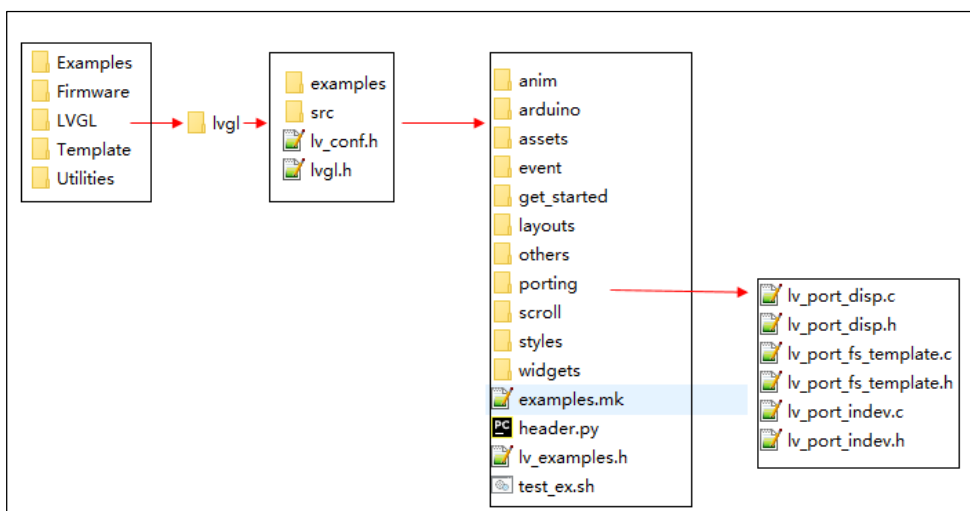 Examples
Firmware
LVGL
Template
Utilities
lvgl
examples
src
lv_conf.h
lvgl.h
anim
arduino
assets
event
get_started
layouts
others
porting
scroll
styles
widgets
examples.mk
PC
header.py
lv_examples.h
test_ex.sh
lv_port_disp.c
lv_port_disp.h
lv_port_fs_template.c
lv_port_fs_template.h
lv_port_indev.c
lv_port_indev.h